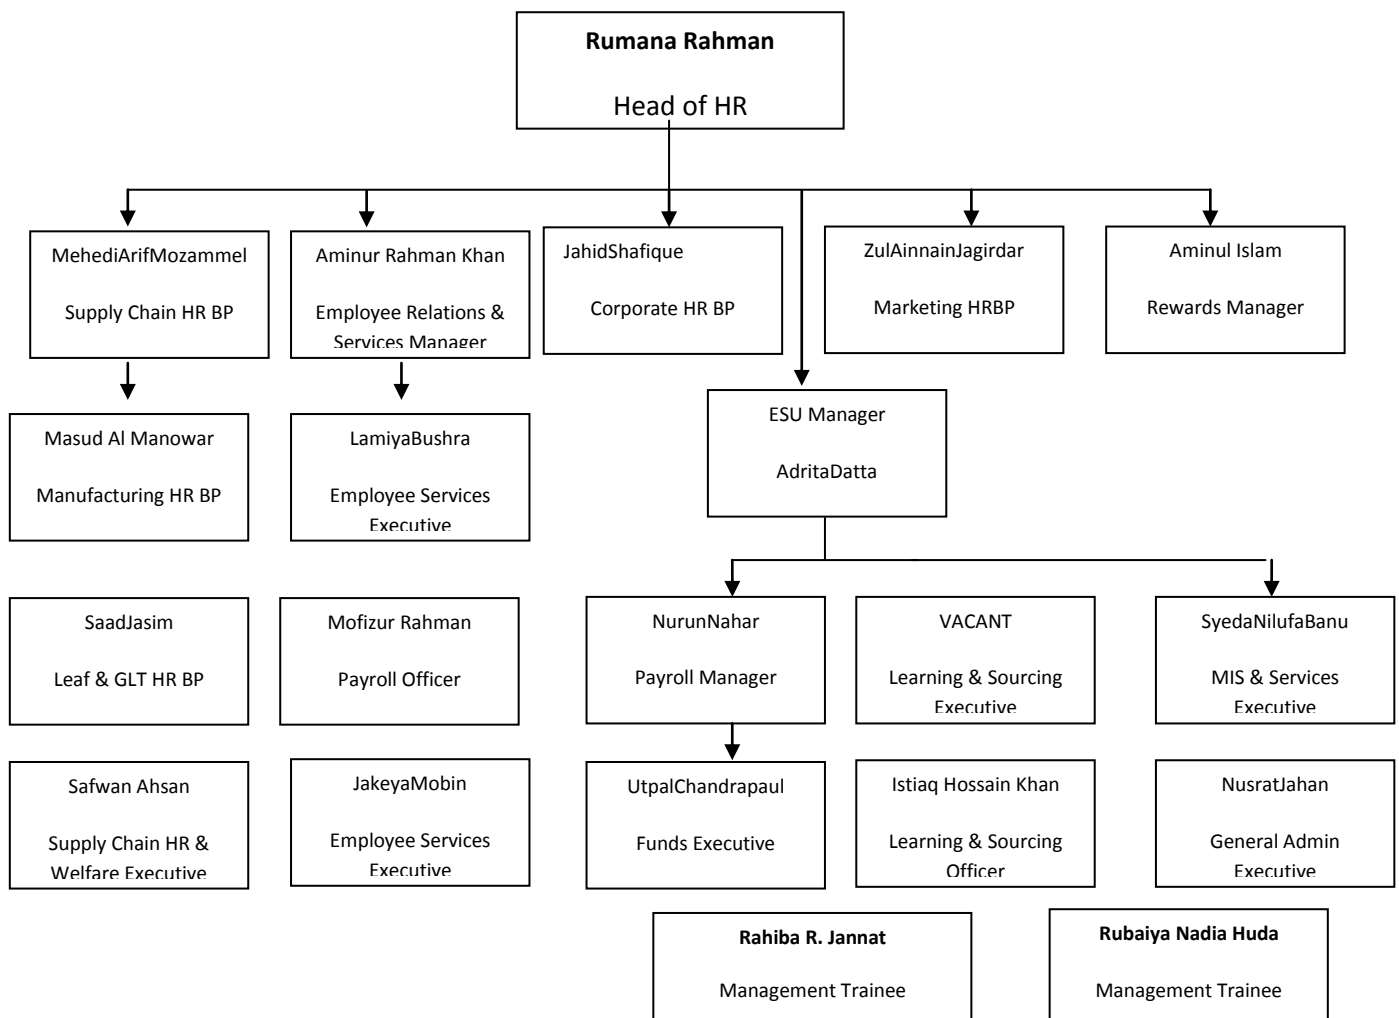 Rumana Rahman
Head of HR
MehediArifMozammel
Supply Chain HR BP
Aminur Rahman Khan
Employee Relations &
Services Manager
JahidShafique
Corporate HR BP
ZulAinnainJagirdar
Marketing HRBP
Aminul Islam
Rewards Manager
Masud Al Manowar
Manufacturing HR BP
LamiyaBushra
Employee Services
Executive
ESU Manager
AdritaDatta
SaadJasim
Leaf & GLT HR BP
Mofizur Rahman
Payroll Officer
NurunNahar
Payroll Manager
VACANT
Learning & Sourcing
Executive
SyedaNilufaBanu
MIS & Services
Executive
Safwan Ahsan
Supply Chain HR &
Welfare Executive
JakeyaMobin
Employee Services
Executive
UtpalChandrapaul
Funds Executive
Istiaq Hossain Khan
Learning & Sourcing
Officer
NusratJahan
General Admin
Executive
Rahiba R. Jannat
Management Trainee
Rubaiya Nadia Huda
Management Trainee